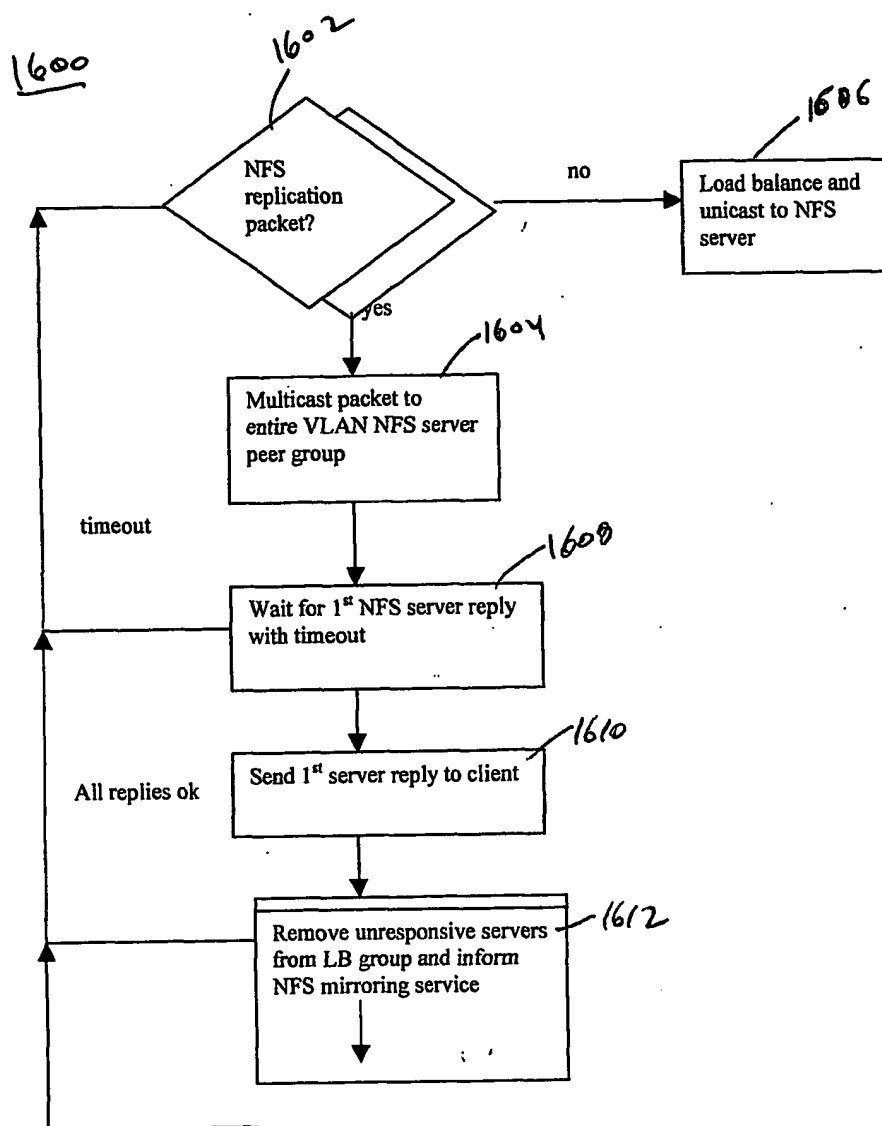 1600
1602
NFS
replication
packet?
no
1606
Load balance and
unicast to NFS
server
yes
1604
Multicast packet to
entire VLAN NFS server
peer group
timeout
1608
Wait for 1st NFS server reply
with timeout
1610
Send 1st server reply to client
All replies ok
1612
Remove unresponsive servers
from LB group and inform
NFS mirroring service